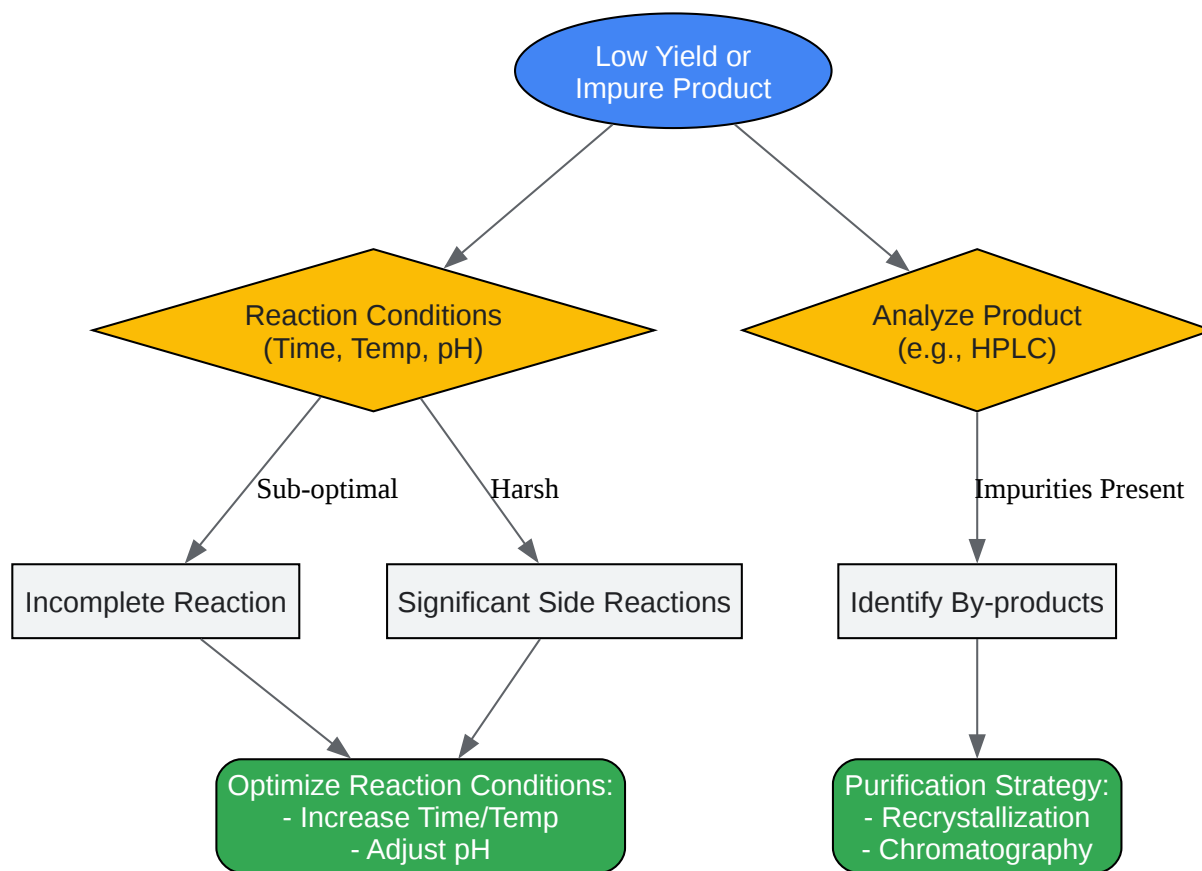 Low Yield or
Impure Product
Reaction Conditions
(Time, Temp, pH)
Analyze Product
(e.g., HPLC)
Sub-optimal
Harsh
Impurities Present
Incomplete Reaction
Significant Side Reactions
Identify By-products
Optimize Reaction Conditions:
- Increase Time/Temp
- Adjust pH
Purification Strategy:
- Recrystallization
- Chromatography